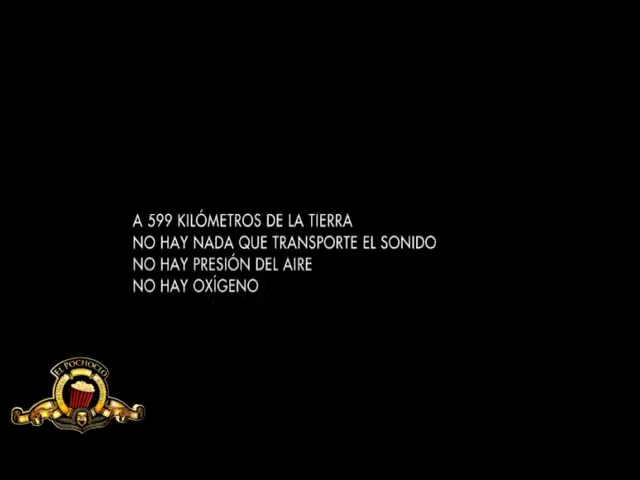 A 599 KILÓMETROS DE LA TIERRA
NO HAY NADA QUE TRANSPORTE EL SONIDO
NO HAY PRESIÓN DEL AIRE
NO HAY OXÍGENO
EL POCHOCLO